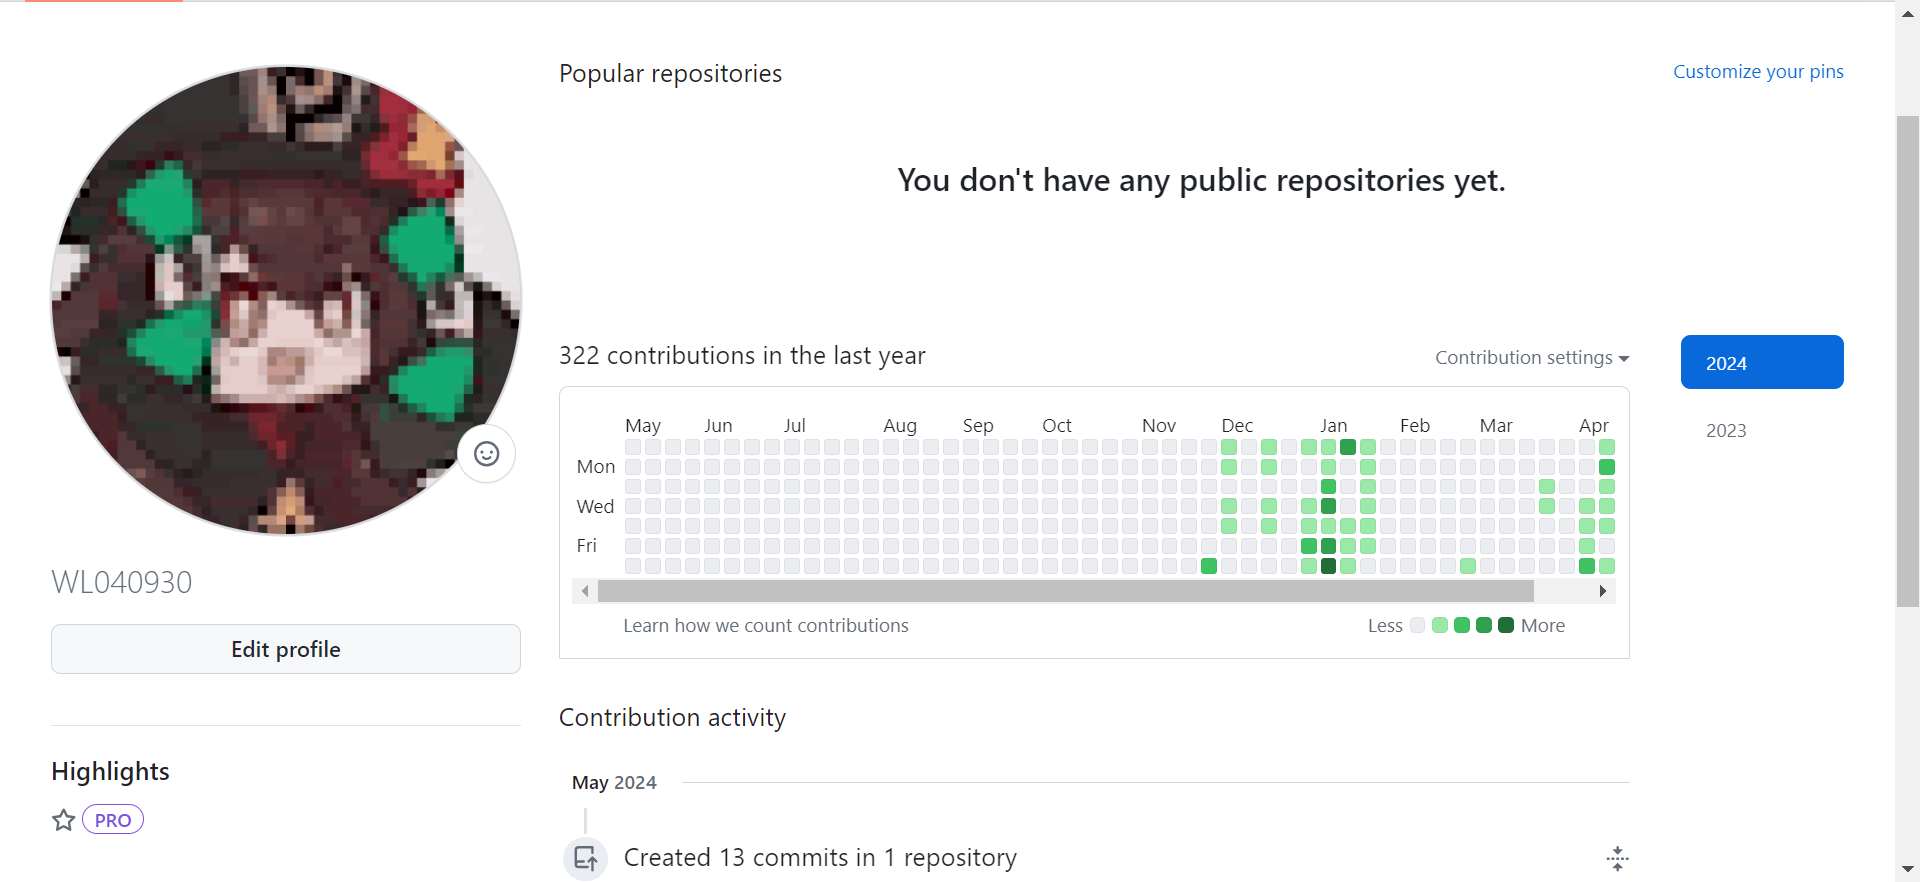 Popular repositories
Customize your pins
You don't have any public repositories yet.
322 contributions in the last year
Contribution settings
2024
2023
May Jun Jul Aug Sep Oct Nov Dec Jan Feb Mar Apr
Mon
Wed
Fri
Learn how we count contributions
Less More
WL040930
Edit profile
Highlights
PRO
Contribution activity
May 2024
Created 13 commits in 1 repository